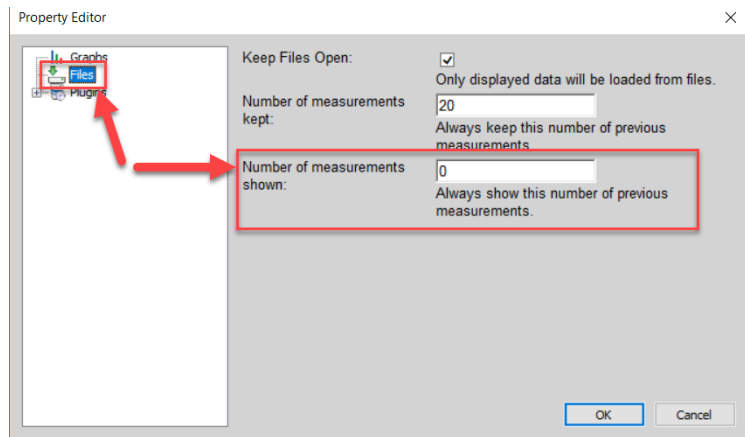 Property Editor
Graphs
Files
Plugins
Keep Files Open:
Only displayed data will be loaded from files.
Number of measurements
kept:
20
Always keep this number of previous
measurements.
Number of measurements
shown:
0
Always show this number of previous
measurements.
OK
Cancel